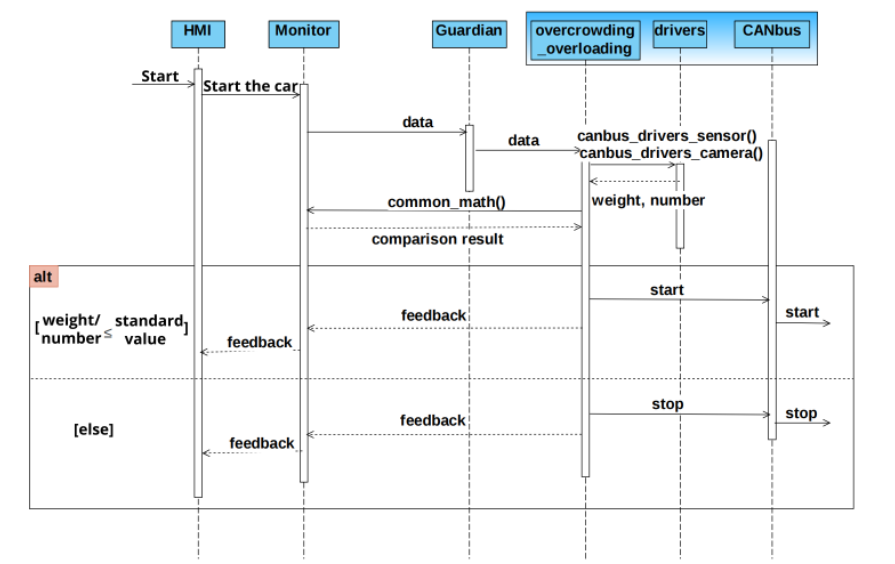 HMI
Monitor
Guardian
overcrowding
_overloading
drivers
CANbus
Start
Start the car
data
data
canbus_drivers_sensor()
canbus_drivers_camera()
weight, number
common_math()
comparison result
alt
[weight/ ≤ standard]
number value
start
start
feedback
feedback
[else]
stop
stop
feedback
feedback